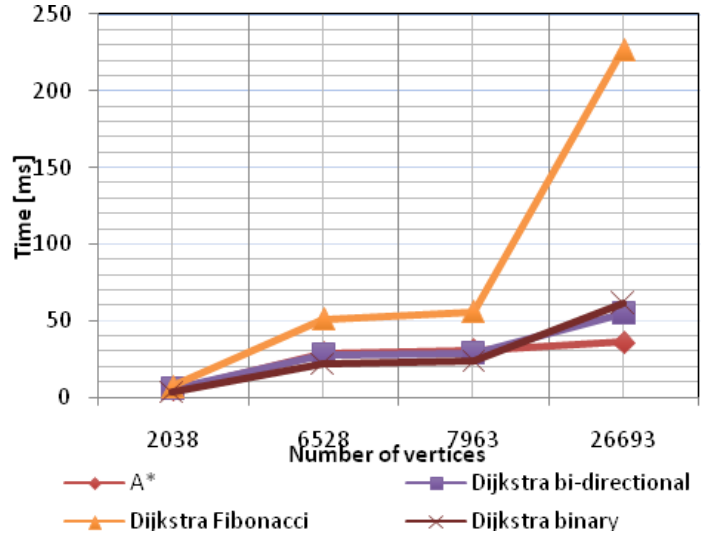 250
200
150
100
50
0
Time [ms]
2038 6528 7963 26693
Number of vertices
A* Dijkstra bi-directional
Dijkstra Fibonacci Dijkstra binary